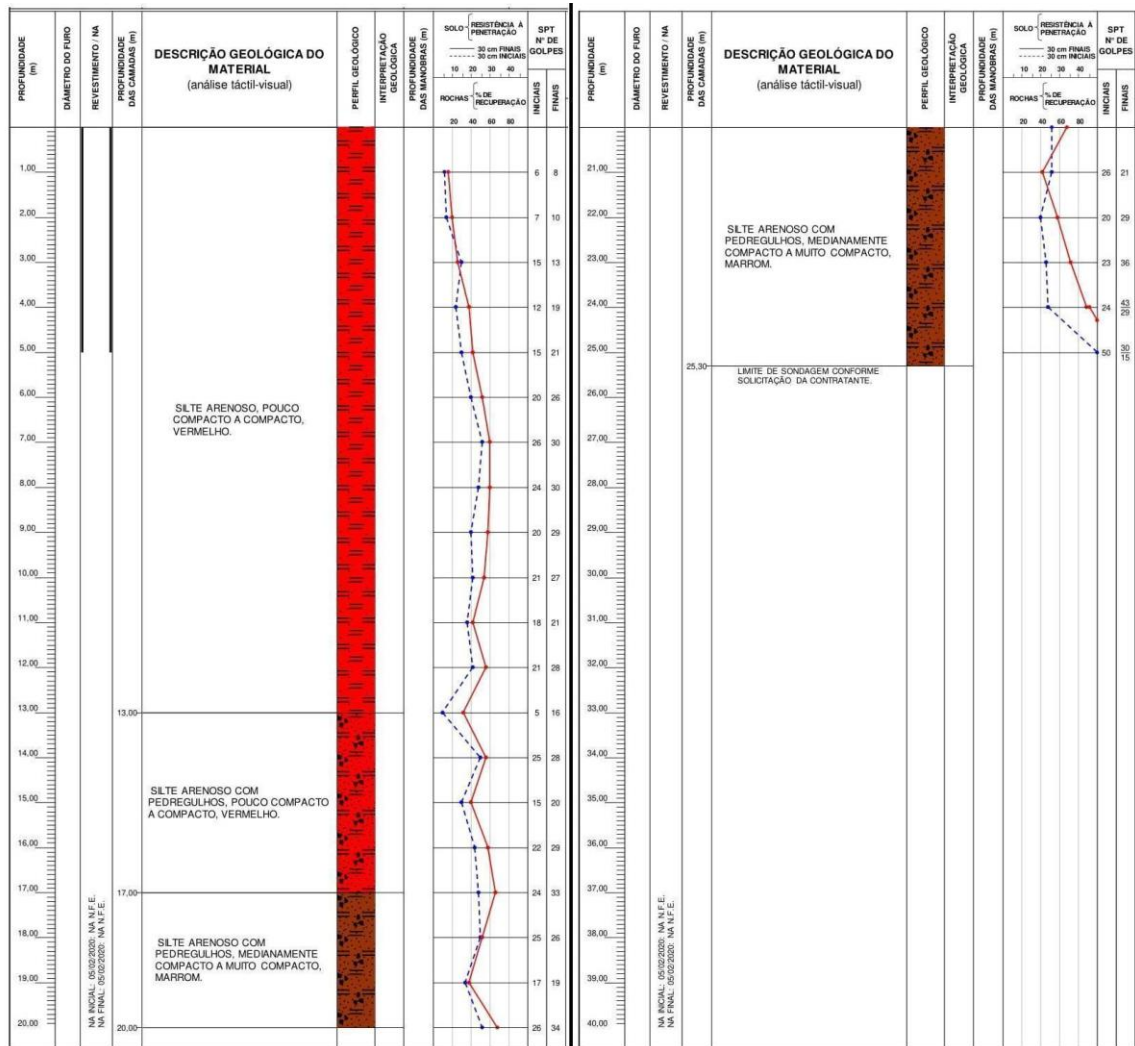 PROFUNDIDADE (m)
DIÂMETRO DO FURO
REVESTIMENTO / NA
PROFUNDIDADE DAS CAMADAS (m)
DESCRIÇÃO GEOLÓGICA DO
MATERIAL
(análise táctil-visual)
PERFIL GEOLÓGICO
INTERPRETAÇÃO GEOLÓGICA
PROFUNDIDADE DAS MANOBRAS (m)
SOLO
RESISTÊNCIA À
PENETRAÇÃO
30 cm FINAIS
30 cm INICIAIS
10 20 30 40
ROCHAS
% DE
RECUPERAÇÃO
20 40 60 80
SPT
N° DE
GOLPES
INICIAIS
FINAIS
1,00 6 8
2,00 7 10
3,00 15 13
4,00 12 19
5,00 15 21
6,00 20 26
SILTE ARENOSO, POUCO
COMPACTO A COMPACTO,
VERMELHO.
7,00 26 30
8,00 24 30
9,00 20 29
10,00 21 27
11,00 18 21
12,00 21 28
13,00 13,00 5 16
14,00 25 28
SILTE ARENOSO COM
PEDREGULHOS, POUCO COMPACTO
A COMPACTO, VERMELHO.
15,00 15 20
16,00 22 29
17,00 17,00 24 33
18,00 25 26
SILTE ARENOSO COM
PEDREGULHOS, MEDIANAMENTE
COMPACTO A MUITO COMPACTO,
MARROM.
19,00 17 19
20,00 20,00 26 34
NA INICIAL: 05/02/2020: NA N.F.E.
NA FINAL: 05/02/2020: NA N.F.E.
PROFUNDIDADE (m)
DIÂMETRO DO FURO
REVESTIMENTO / NA
PROFUNDIDADE DAS CAMADAS (m)
DESCRIÇÃO GEOLÓGICA DO
MATERIAL
(análise táctil-visual)
PERFIL GEOLÓGICO
INTERPRETAÇÃO GEOLÓGICA
PROFUNDIDADE DAS MANOBRAS (m)
SOLO
RESISTÊNCIA À
PENETRAÇÃO
30 cm FINAIS
30 cm INICIAIS
10 20 30 40
ROCHAS
% DE
RECUPERAÇÃO
20 40 60 80
SPT
N° DE
GOLPES
INICIAIS
FINAIS
21,00 26 21
22,00 20 29
SILTE ARENOSO COM
PEDREGULHOS, MEDIANAMENTE
COMPACTO A MUITO COMPACTO,
MARROM.
23,00 23 36
24,00 24 43
29
25,00 50 30
15
25,30
LIMITE DE SONDAGEM CONFORME
SOLICITAÇÃO DA CONTRATANTE.
26,00
27,00
28,00
29,00
30,00
31,00
32,00
33,00
34,00
35,00
36,00
37,00
38,00
39,00
40,00
NA INICIAL: 05/02/2020: NA N.F.E.
NA FINAL: 05/02/2020: NA N.F.E.